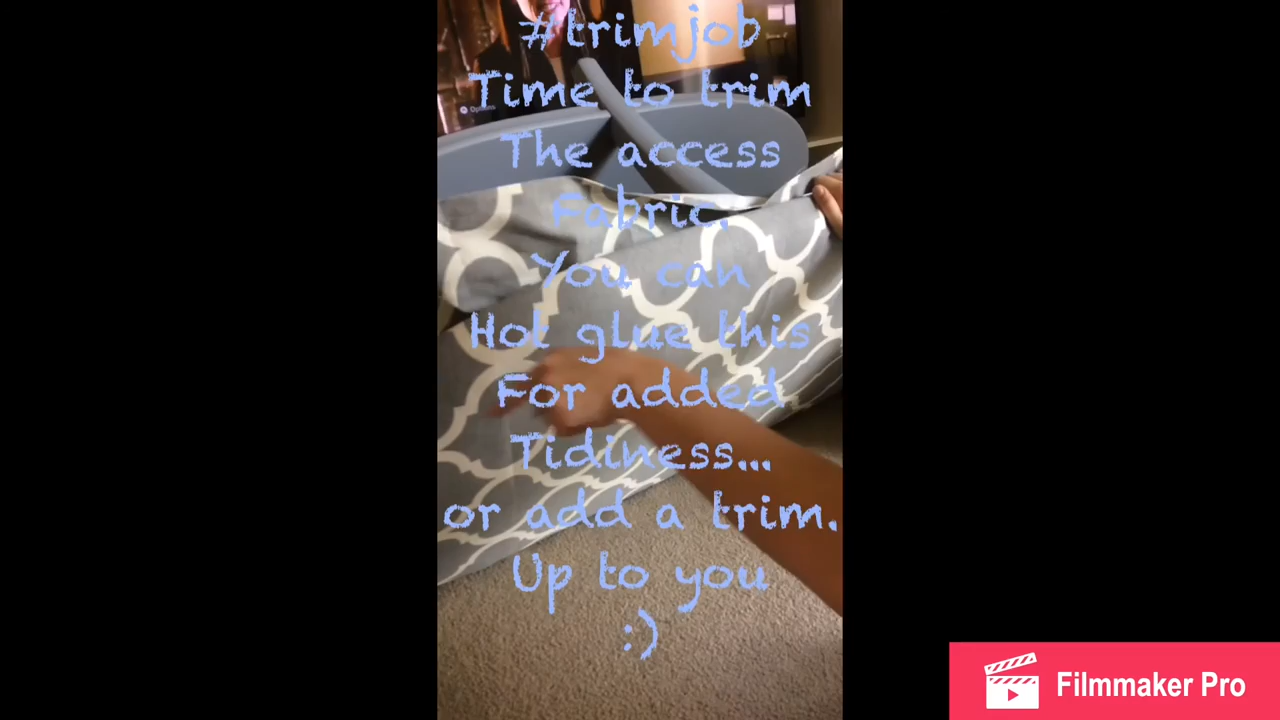 #trimjob
Time to trim
The access
Fabric.
You can
Hot glue this
For added
Tidiness...
or add a trim.
Up to you
:)
Options
Filmmaker Pro